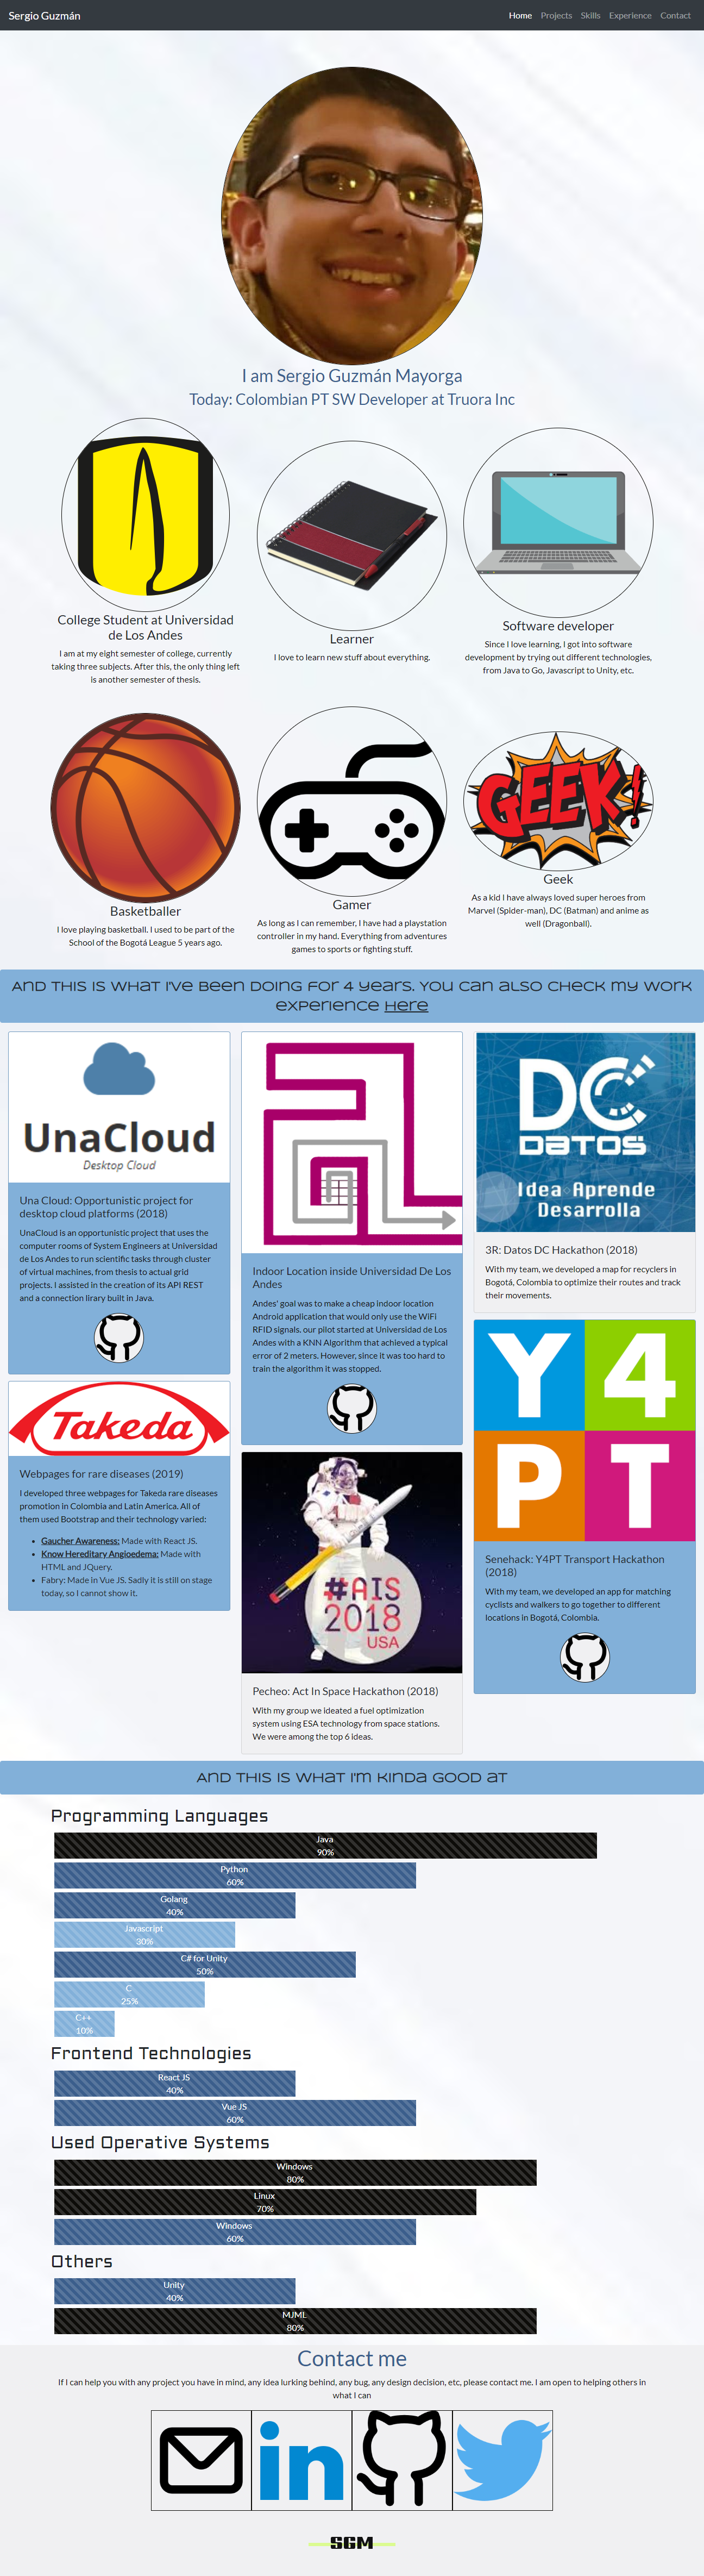 Sergio Guzmán
Home Projects Skills Experience Contact
I am Sergio Guzmán Mayorga
Today: Colombian PT SW Developer at Truora Inc
College Student at Universidad
de Los Andes
I am at my eight semester of college, currently
taking three subjects. After this, the only thing left
is another semester of thesis.
Learner
I love to learn new stuff about everything.
Software developer
Since I love learning, I got into software
development by trying out different technologies,
from Java to Go, Javascript to Unity, etc.
Basketballer
I love playing basketball. I used to be part of the
School of the Bogotá League 5 years ago.
Gamer
As long as I can remember, I have had a playstation
controller in my hand. Everything from adventures
games to sports or fighting stuff.
GEEK!
Geek
As a kid I have always loved super heroes from
Marvel (Spider-man), DC (Batman) and anime as
well (Dragonball).
And this is what I've been doing for 4 years. You can also check my work
experience here
UnaCloud
Desktop Cloud
Una Cloud: Opportunistic project for
desktop cloud platforms (2018)
UnaCloud is an opportunistic project that uses the
computer rooms of System Engineers at Universidad
de Los Andes to run scientific tasks through cluster
of virtual machines, from thesis to actual grid
projects. I assisted in the creation of its API REST
and a connection lirary built in Java.
Takeda
Webpages for rare diseases (2019)
I developed three webpages for Takeda rare diseases
promotion in Colombia and Latin America. All of
them used Bootstrap and their technology varied:
Gaucher Awareness: Made with React JS.
Know Hereditary Angioedema: Made with
HTML and JQuery.
Fabry: Made in Vue JS. Sadly it is still on stage
today, so I cannot show it.
Indoor Location inside Universidad De Los
Andes
Andes' goal was to make a cheap indoor location
Android application that would only use the WiFi
RFID signals. our pilot started at Universidad de Los
Andes with a KNN Algorithm that achieved a typical
error of 2 meters. However, since it was too hard to
train the algorithm it was stopped.
#AIS
2018
USA
Pecheo: Act In Space Hackathon (2018)
With my group we ideated a fuel optimization
system using ESA technology from space stations.
We were among the top 6 ideas.
DC
DATOS
Idea Aprende
Desarrolla
3R: Datos DC Hackathon (2018)
With my team, we developed a map for recyclers in
Bogotá, Colombia to optimize their routes and track
their movements.
Y4
PT
Senehack: Y4PT Transport Hackathon
(2018)
With my team, we developed an app for matching
cyclists and walkers to go together to different
locations in Bogotá, Colombia.
And this is what I'm kinda good at
Programming Languages
Java
90%
Python
60%
Golang
40%
Javascript
30%
C# for Unity
50%
C
25%
C++
10%
Frontend Technologies
React JS
40%
Vue JS
60%
Used Operative Systems
Windows
80%
Linux
70%
Windows
60%
Others
Unity
40%
MJML
80%
Contact me
If I can help you with any project you have in mind, any idea lurking behind, any bug, any design decision, etc, please contact me. I am open to helping others in
what I can
in
SGM